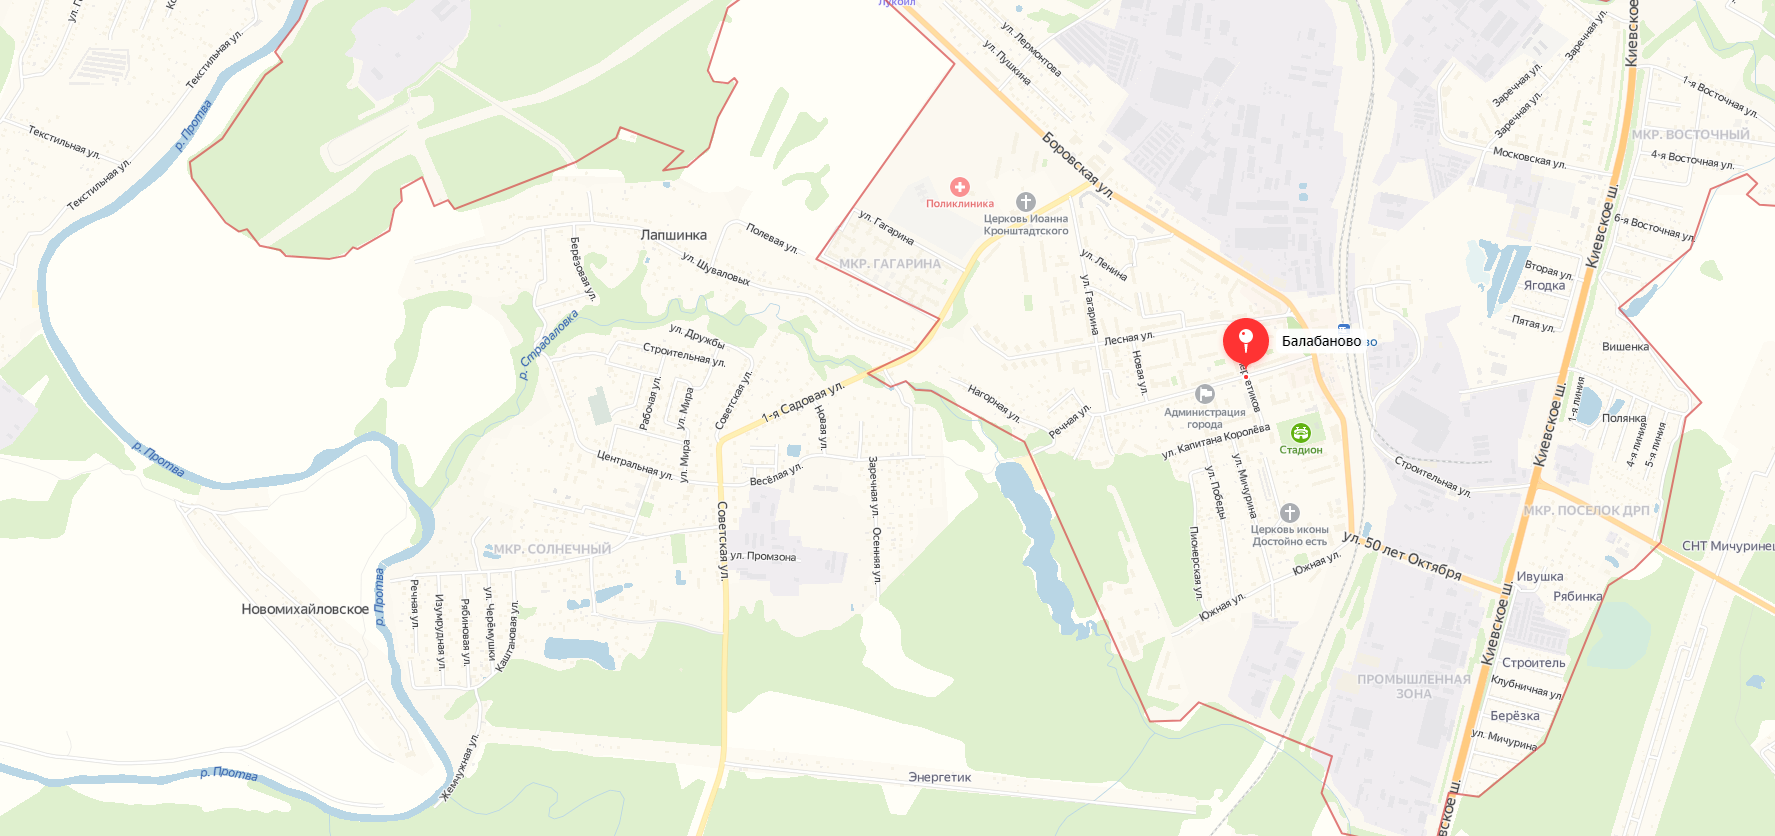 Лукойл
Текстильная ул.
Заречная ул.
Киевское
ул. Лермонтова
ул. Пушкина
Заречная ул.
Заречная ул.
1-я Восточная ул.
МКР. ВОСТОЧНЫЙ
р. Протва
Текстильная ул.
Текстильная ул.
Боровская ул.
Московская ул.
4-я Восточная ул.
Поликлиника
Церковь Иоанна
Кронштадтского
Киевское ш.
6-я Восточная ул.
ул. Гагарина
Лапшинка
Полевая ул.
МКР. ГАГАРИНА
ул. Ленина
Берёзовая ул.
ул. Шуваловых
ул. Гагарина
Вторая ул.
Ягодка
Пятая ул.
р. Страдаловка
ул. Дружбы
Строительная ул.
Лесная ул.
Новая ул.
Балабаново
Вишенка
Рабочая ул.
ул. Мира
Советская ул.
1-я Садовая ул.
Новая ул.
Нагорная ул.
Речная ул.
Администрация
города
ул. Капитана Королёва
Стадион
Киевское ш.
1-я линия
Полянка
4-я линия
5-я линия
р. Протва
Центральная ул.
ул. Мира
Весёлая ул.
Заречная ул.
ул. Победы
ул. Мичурина
Строительная ул.
МКР. ПОСЕЛОК ДРП
Советская ул.
МКР. СОЛНЕЧНЫЙ
ул. Промзона
Осенняя ул.
Пионерская ул.
Церковь иконы
Достойно есть
Южная ул.
Южная ул.
ул. 50 лет Октября
СНТ Мичуринец
Ивушка
Рябинка
Новомихайловское
р. Протва
Речная ул.
Изумрудная ул.
Рябиновая ул.
ул. Черёмушки
Каштановая ул.
Киевское ш.
Строитель
ПРОМЫШЛЕННАЯ
ЗОНА
Клубничная ул.
Берёзка
ул. Мичурина
р. Протва
Жемчужная ул.
Энергетик